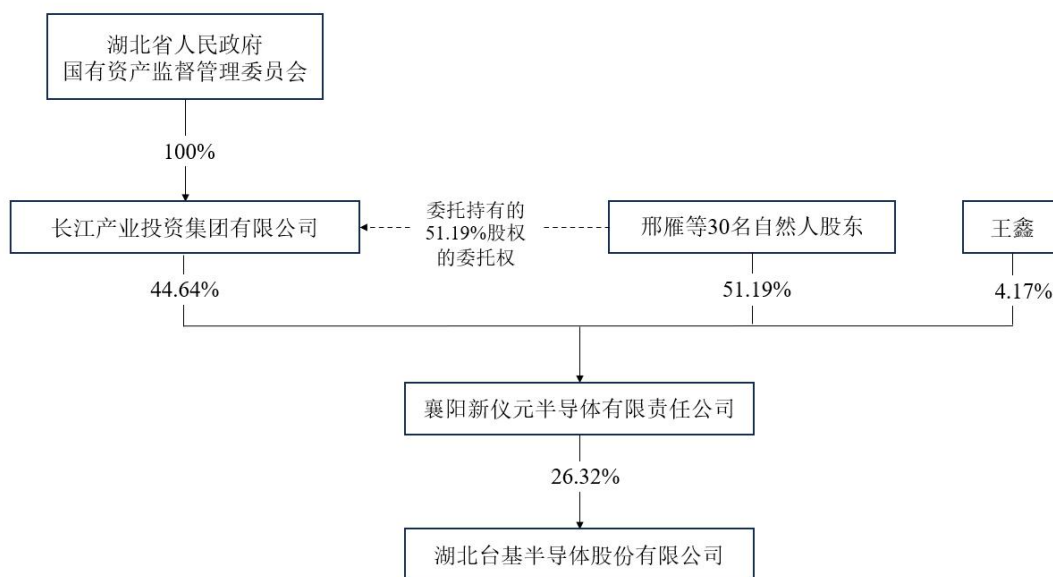 湖北省人民政府
国有资产监督管理委员会
100%
长江产业投资集团有限公司
委托持有的
51.19%股权
的委托权
邢雁等30名自然人股东
王鑫
44.64%
51.19%
4.17%
襄阳新仪元半导体有限责任公司
26.32%
湖北台基半导体股份有限公司